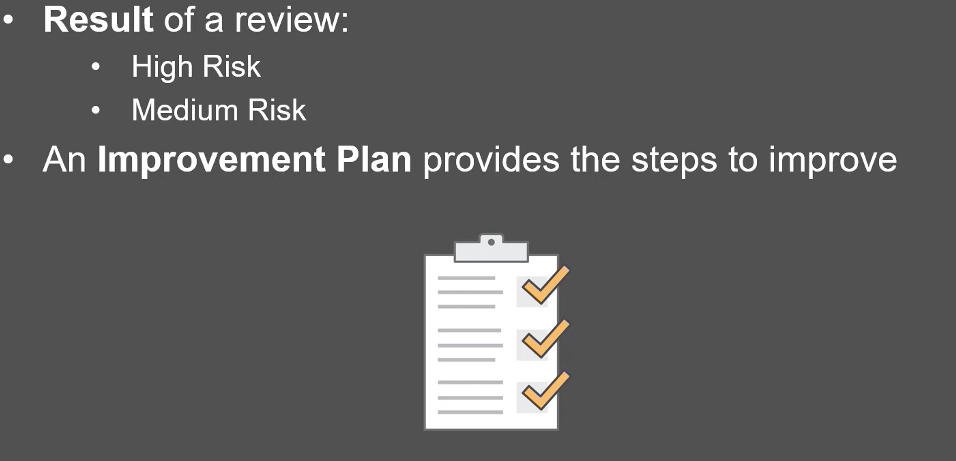 • Result of a review:
• High Risk
• Medium Risk
• An Improvement Plan provides the steps to improve